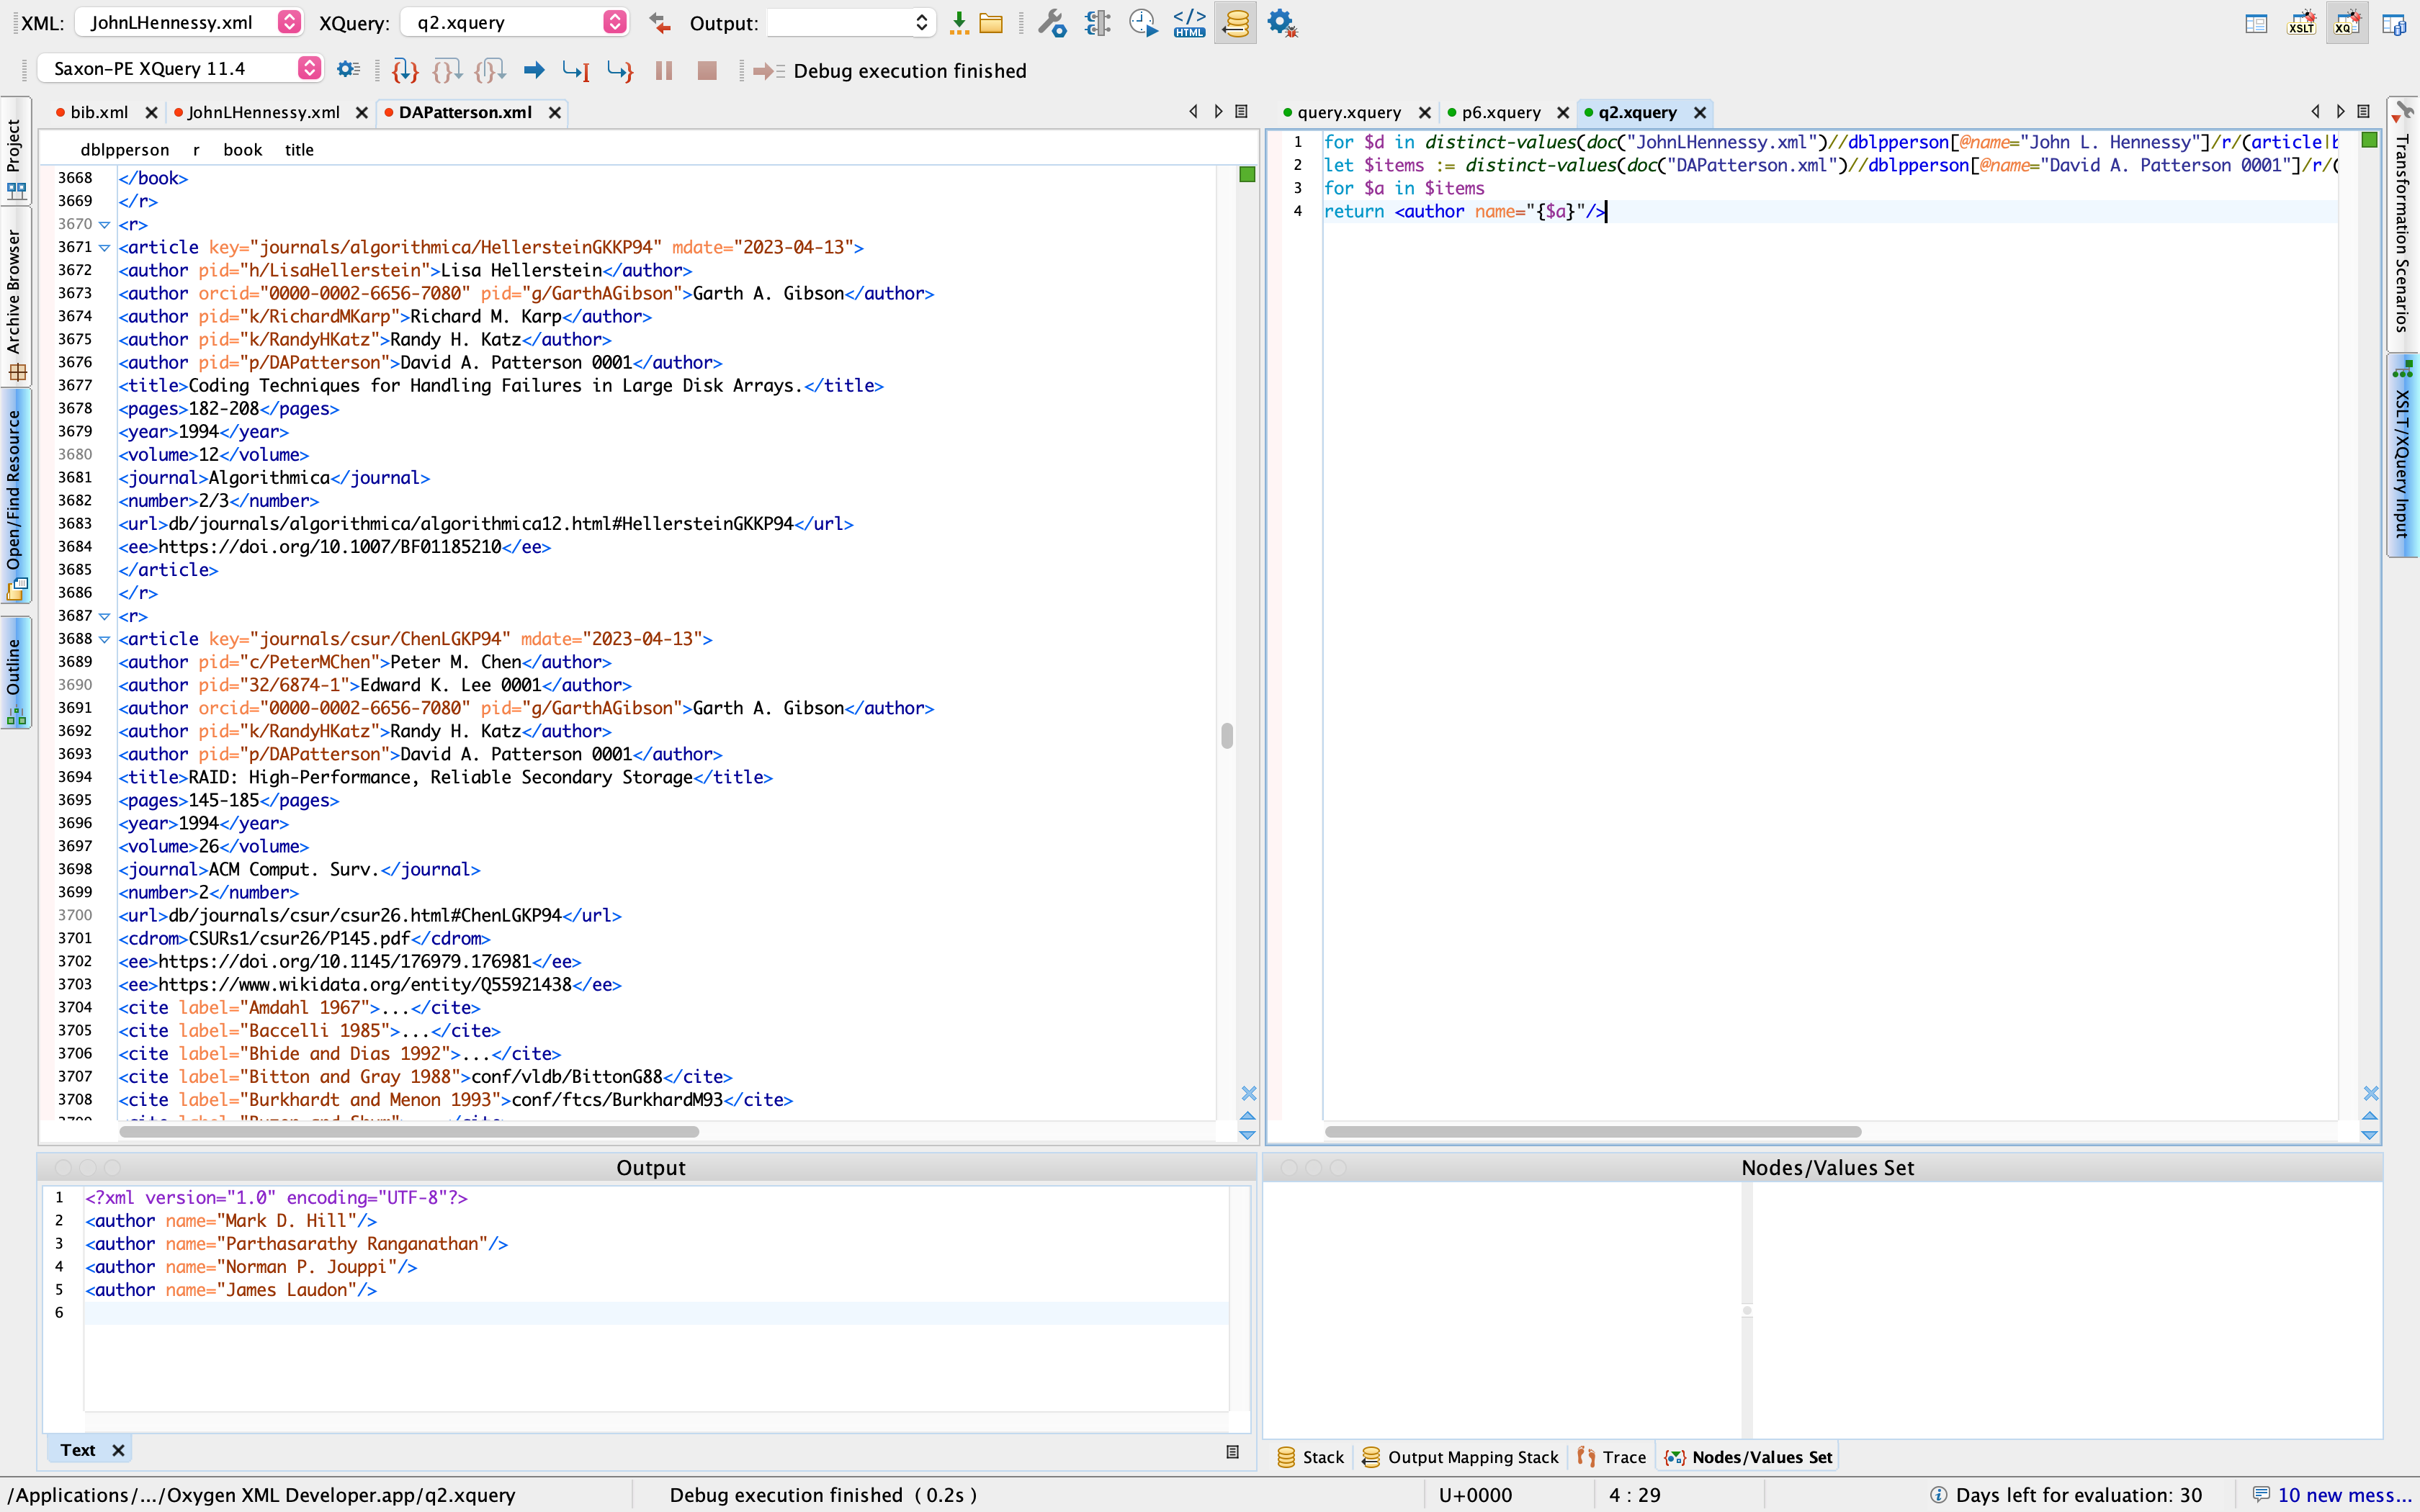 XML: JohnLHennessy.xml XQuery: q2.xquery Output: HTML XSLT XQ
Saxon-PE XQuery 11.4 Debug execution finished
bib.xml JohnLHennessy.xml DAPatterson.xml
query.xquery p6.xquery q2.xquery
Project
Archive Browser
Open/Find Resource
Outline
dblpperson r book title
3668 </book>
3669 </r>
3670 <r>
3671 <article key="journals/algorithmica/HellersteinGKKP94" mdate="2023-04-13">
3672 <author pid="h/LisaHellerstein">Lisa Hellerstein</author>
3673 <author orcid="0000-0002-6656-7080" pid="g/GarthAGibson">Garth A. Gibson</author>
3674 <author pid="k/RichardMKarp">Richard M. Karp</author>
3675 <author pid="k/RandyHKatz">Randy H. Katz</author>
3676 <author pid="p/DAPatterson">David A. Patterson 0001</author>
3677 <title>Coding Techniques for Handling Failures in Large Disk Arrays.</title>
3678 <pages>182-208</pages>
3679 <year>1994</year>
3680 <volume>12</volume>
3681 <journal>Algorithmica</journal>
3682 <number>2/3</number>
3683 <url>db/journals/algorithmica/algorithmica12.html#HellersteinGKKP94</url>
3684 <ee>https://doi.org/10.1007/BF01185210</ee>
3685 </article>
3686 </r>
3687 <r>
3688 <article key="journals/csur/ChenLGKP94" mdate="2023-04-13">
3689 <author pid="c/PeterMChen">Peter M. Chen</author>
3690 <author pid="32/6874-1">Edward K. Lee 0001</author>
3691 <author orcid="0000-0002-6656-7080" pid="g/GarthAGibson">Garth A. Gibson</author>
3692 <author pid="k/RandyHKatz">Randy H. Katz</author>
3693 <author pid="p/DAPatterson">David A. Patterson 0001</author>
3694 <title>RAID: High-Performance, Reliable Secondary Storage</title>
3695 <pages>145-185</pages>
3696 <year>1994</year>
3697 <volume>26</volume>
3698 <journal>ACM Comput. Surv.</journal>
3699 <number>2</number>
3700 <url>db/journals/csur/csur26.html#ChenLGKP94</url>
3701 <cdrom>CSURs1/csur26/P145.pdf</cdrom>
3702 <ee>https://doi.org/10.1145/176979.176981</ee>
3703 <ee>https://www.wikidata.org/entity/Q55921438</ee>
3704 <cite label="Amdahl 1967">...</cite>
3705 <cite label="Baccelli 1985">...</cite>
3706 <cite label="Bhide and Dias 1992">...</cite>
3707 <cite label="Bitton and Gray 1988">conf/vldb/BittonG88</cite>
3708 <cite label="Burkhardt and Menon 1993">conf/ftcs/BurkhardM93</cite>
1 for $d in distinct-values(doc("JohnLHennessy.xml")//dblpperson[@name="John L. Hennessy"]/r/(article|b
2 let $items := distinct-values(doc("DAPatterson.xml")//dblpperson[@name="David A. Patterson 0001"]/r/(
3 for $a in $items
4 return <author name="{$a}"/>
Transformation Scenarios
XSLT/XQuery Input
Output
1 <?xml version="1.0" encoding="UTF-8"?>
2 <author name="Mark D. Hill"/>
3 <author name="Parthasarathy Ranganathan"/>
4 <author name="Norman P. Jouppi"/>
5 <author name="James Laudon"/>
6
Text
Nodes/Values Set
Stack Output Mapping Stack Trace Nodes/Values Set
/Applications/.../Oxygen XML Developer.app/q2.xquery Debug execution finished ( 0.2s ) U+0000 4 : 29 Days left for evaluation: 30 10 new mess...